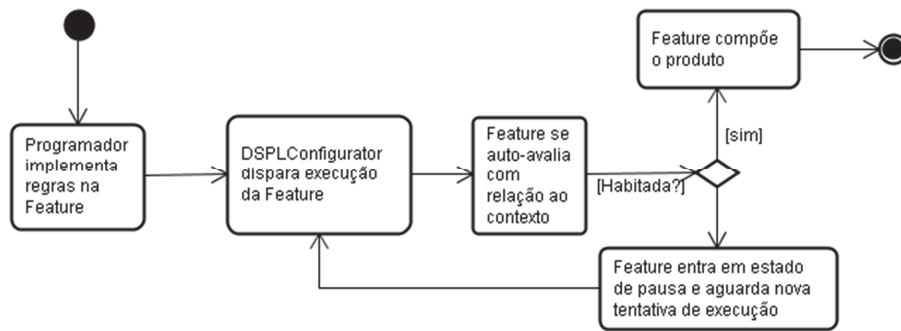 Programador
implementa
regras na
Feature
DSPLConfigurator
dispara execução
da Feature
Feature se
auto-avalia
com
relação ao
contexto
[Habitada?]
[sim]
Feature compõe
o produto
Feature entra em estado
de pausa e aguarda nova
tentativa de execução